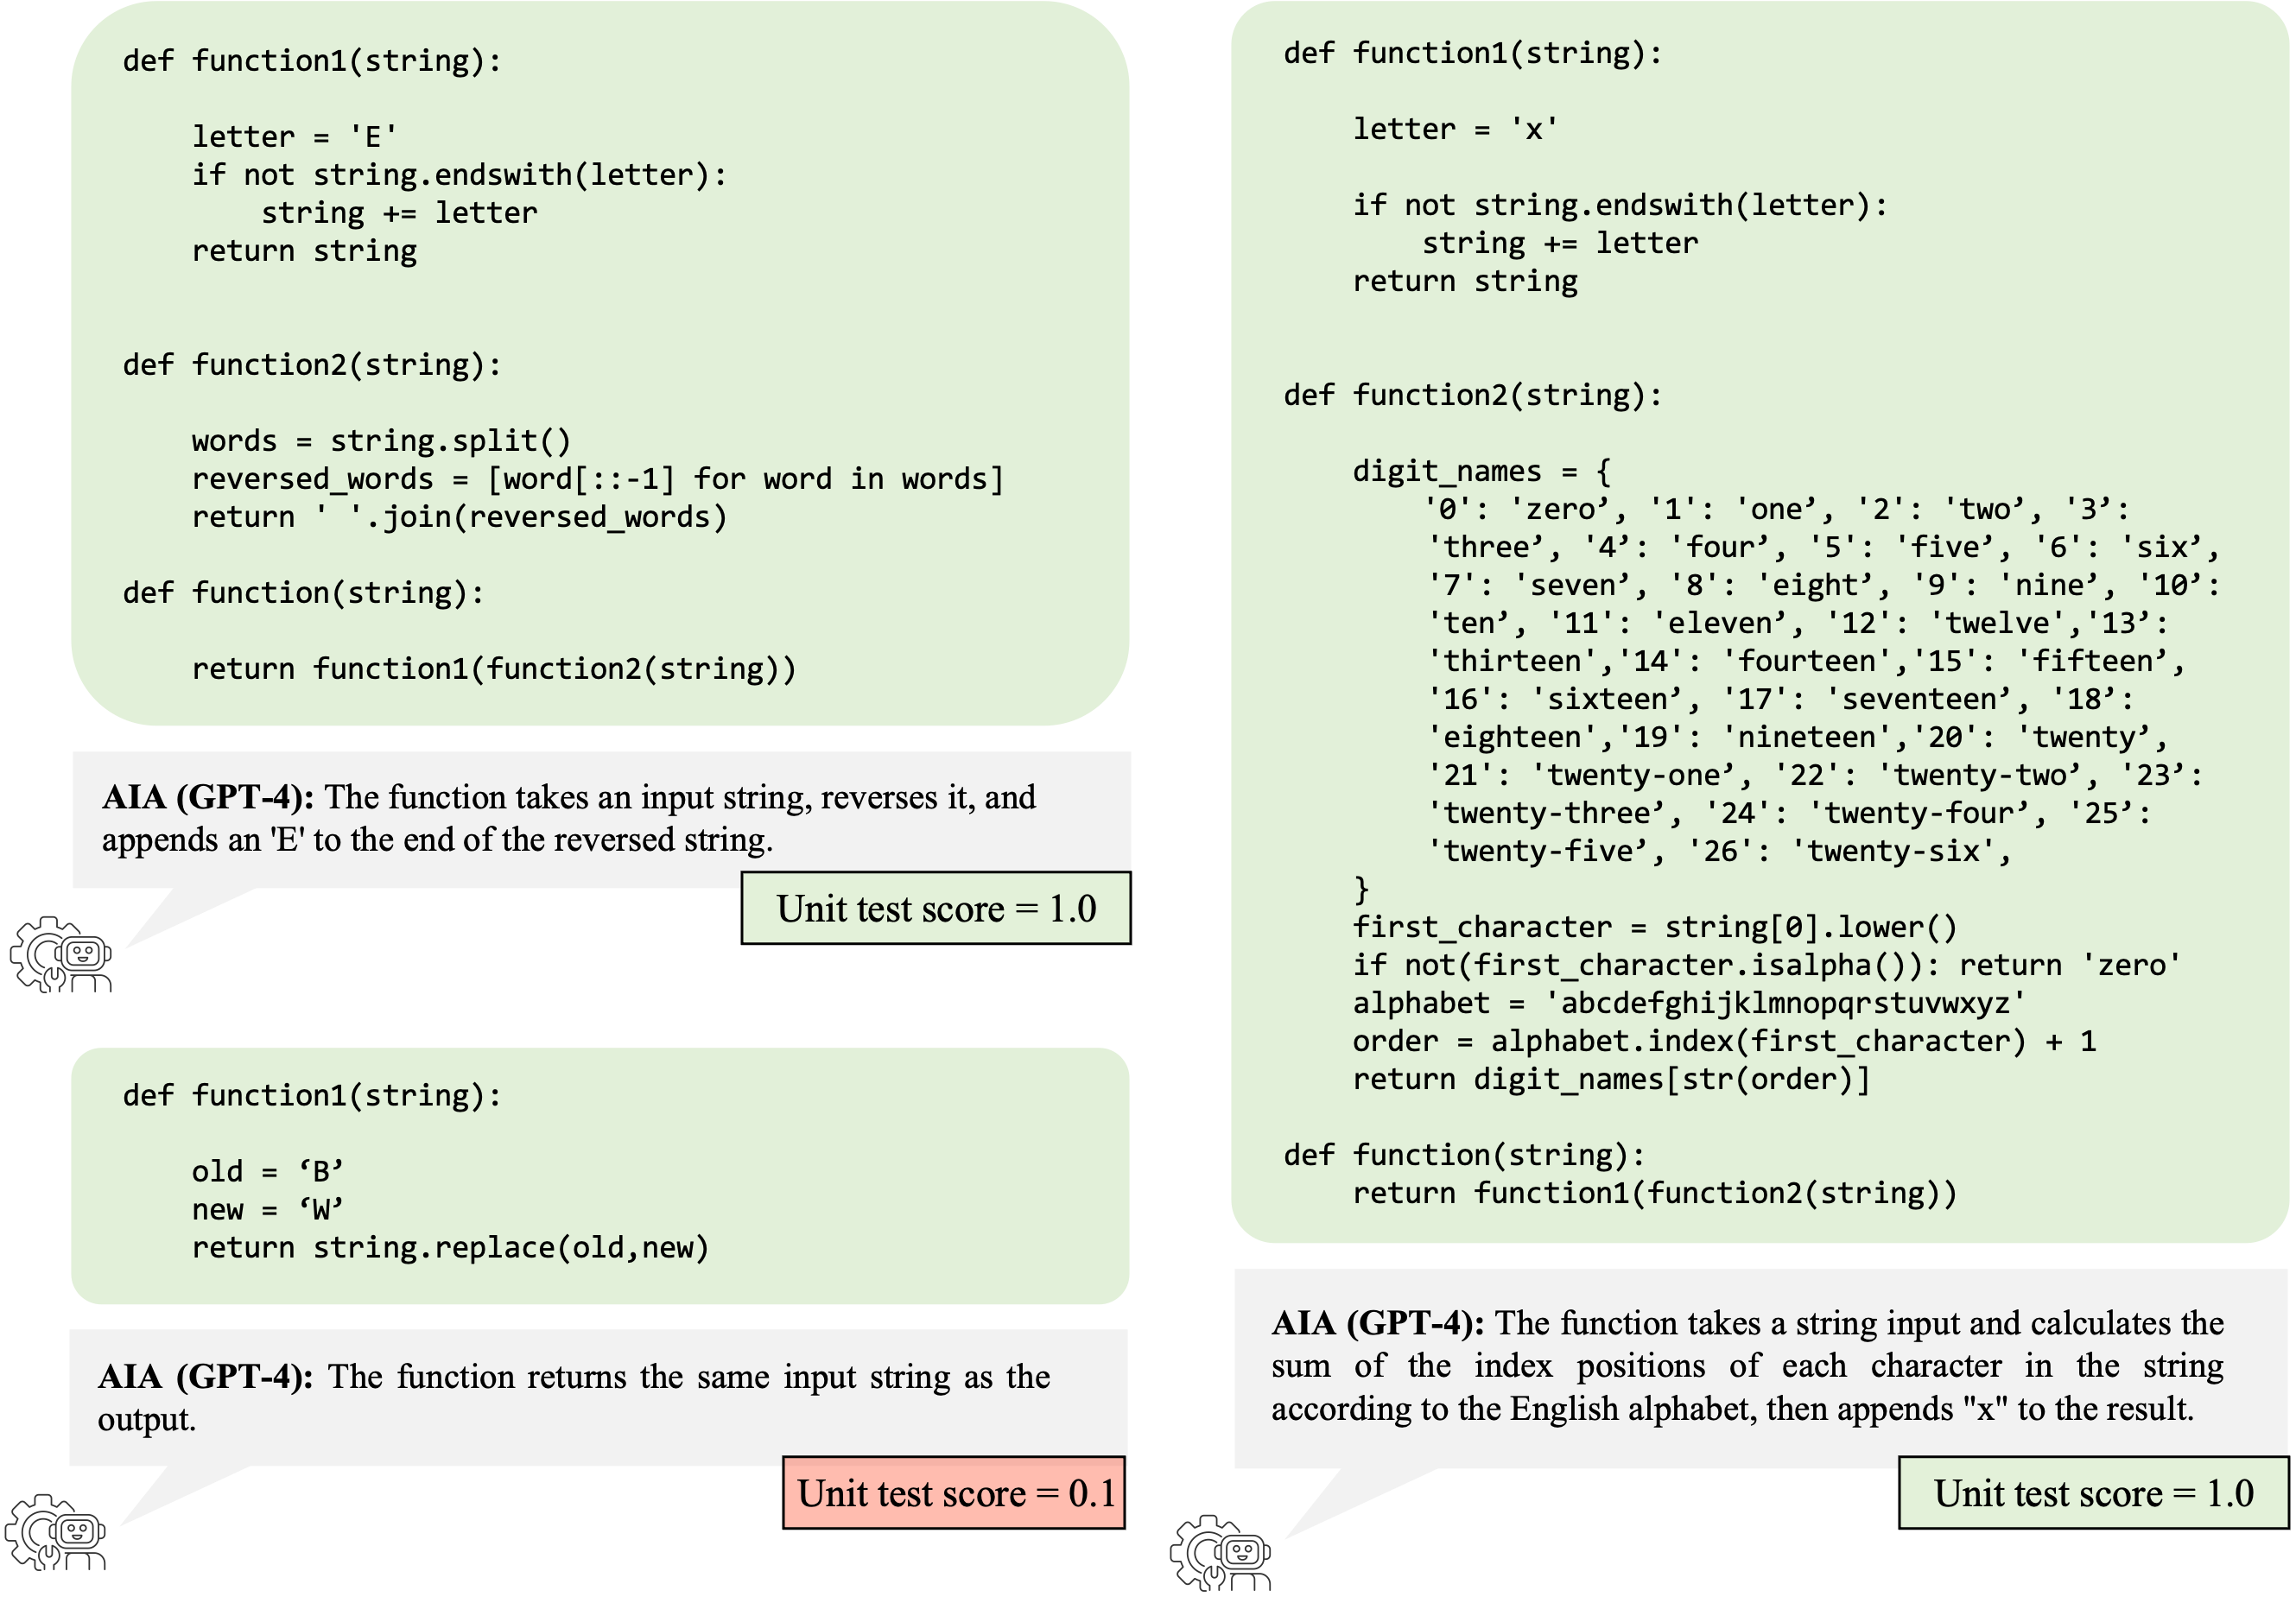 def function1(string):
    letter = 'E'
    if not string.endswith(letter):
        string += letter
    return string
def function2(string):
    words = string.split()
    reversed_words = [word[::-1] for word in words]
    return ' '.join(reversed_words)
def function(string):
    return function1(function2(string))
AIA (GPT-4): The function takes an input string, reverses it, and
appends an 'E' to the end of the reversed string.
Unit test score = 1.0
def function1(string):
    old = ‘B’
    new = ‘W’
    return string.replace(old,new)
AIA (GPT-4): The function returns the same input string as the
output.
Unit test score = 0.1
def function1(string):
    letter = 'x'
    if not string.endswith(letter):
        string += letter
    return string
def function2(string):
    digit_names = {
        '0': 'zero’, '1': 'one’, '2': 'two’, '3’:
        'three’, '4’: 'four’, '5': 'five’, '6': 'six’,
        '7': 'seven’, '8': 'eight’, '9': 'nine’, '10’:
        'ten’, '11': 'eleven’, '12': 'twelve','13’:
        'thirteen','14': 'fourteen','15': 'fifteen’,
        '16': 'sixteen’, '17': 'seventeen’, '18’:
        'eighteen','19': 'nineteen','20': 'twenty’,
        '21': 'twenty-one’, '22': 'twenty-two’, '23’:
        'twenty-three’, '24': 'twenty-four’, '25’:
        'twenty-five’, '26': 'twenty-six',
    }
    first_character = string[0].lower()
    if not(first_character.isalpha()): return 'zero'
    alphabet = 'abcdefghijklmnopqrstuvwxyz'
    order = alphabet.index(first_character) + 1
    return digit_names[str(order)]
def function(string):
    return function1(function2(string))
AIA (GPT-4): The function takes a string input and calculates the
sum of the index positions of each character in the string
according to the English alphabet, then appends "x" to the result.
Unit test score = 1.0